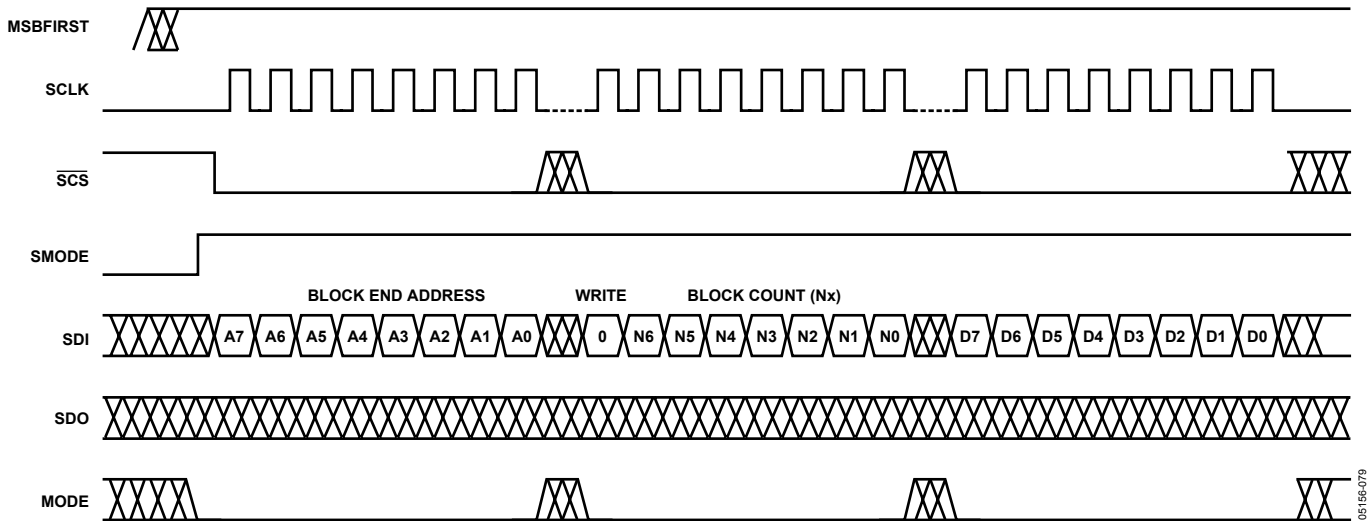 MSBFIRST
SCLK
SCS
SMODE
BLOCK END ADDRESS WRITE BLOCK COUNT (Nx)
SDI A7 A6 A5 A4 A3 A2 A1 A0 0 N6 N5 N4 N3 N2 N1 N0 D7 D6 D5 D4 D3 D2 D1 D0
SDO
MODE
05156-079